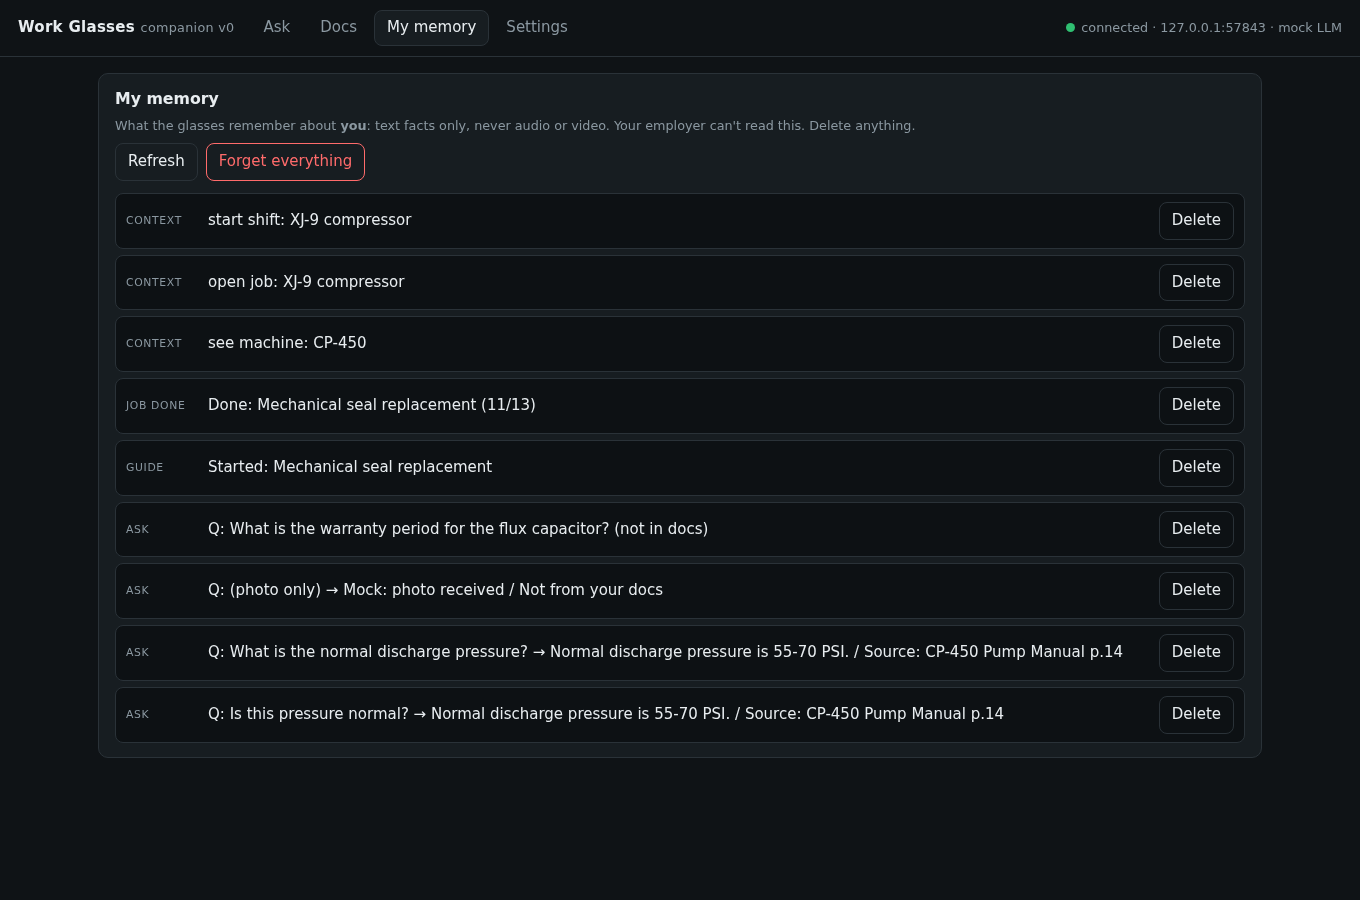 Work Glasses companion v0 Ask Docs My memory Settings connected · 127.0.0.1:57843 · mock LLM
My memory
What the glasses remember about you: text facts only, never audio or video. Your employer can't read this. Delete anything.
Refresh Forget everything
CONTEXT start shift: XJ-9 compressor Delete
CONTEXT open job: XJ-9 compressor Delete
CONTEXT see machine: CP-450 Delete
JOB DONE Done: Mechanical seal replacement (11/13) Delete
GUIDE Started: Mechanical seal replacement Delete
ASK Q: What is the warranty period for the flux capacitor? (not in docs) Delete
ASK Q: (photo only) → Mock: photo received / Not from your docs Delete
ASK Q: What is the normal discharge pressure? → Normal discharge pressure is 55-70 PSI. / Source: CP-450 Pump Manual p.14 Delete
ASK Q: Is this pressure normal? → Normal discharge pressure is 55-70 PSI. / Source: CP-450 Pump Manual p.14 Delete